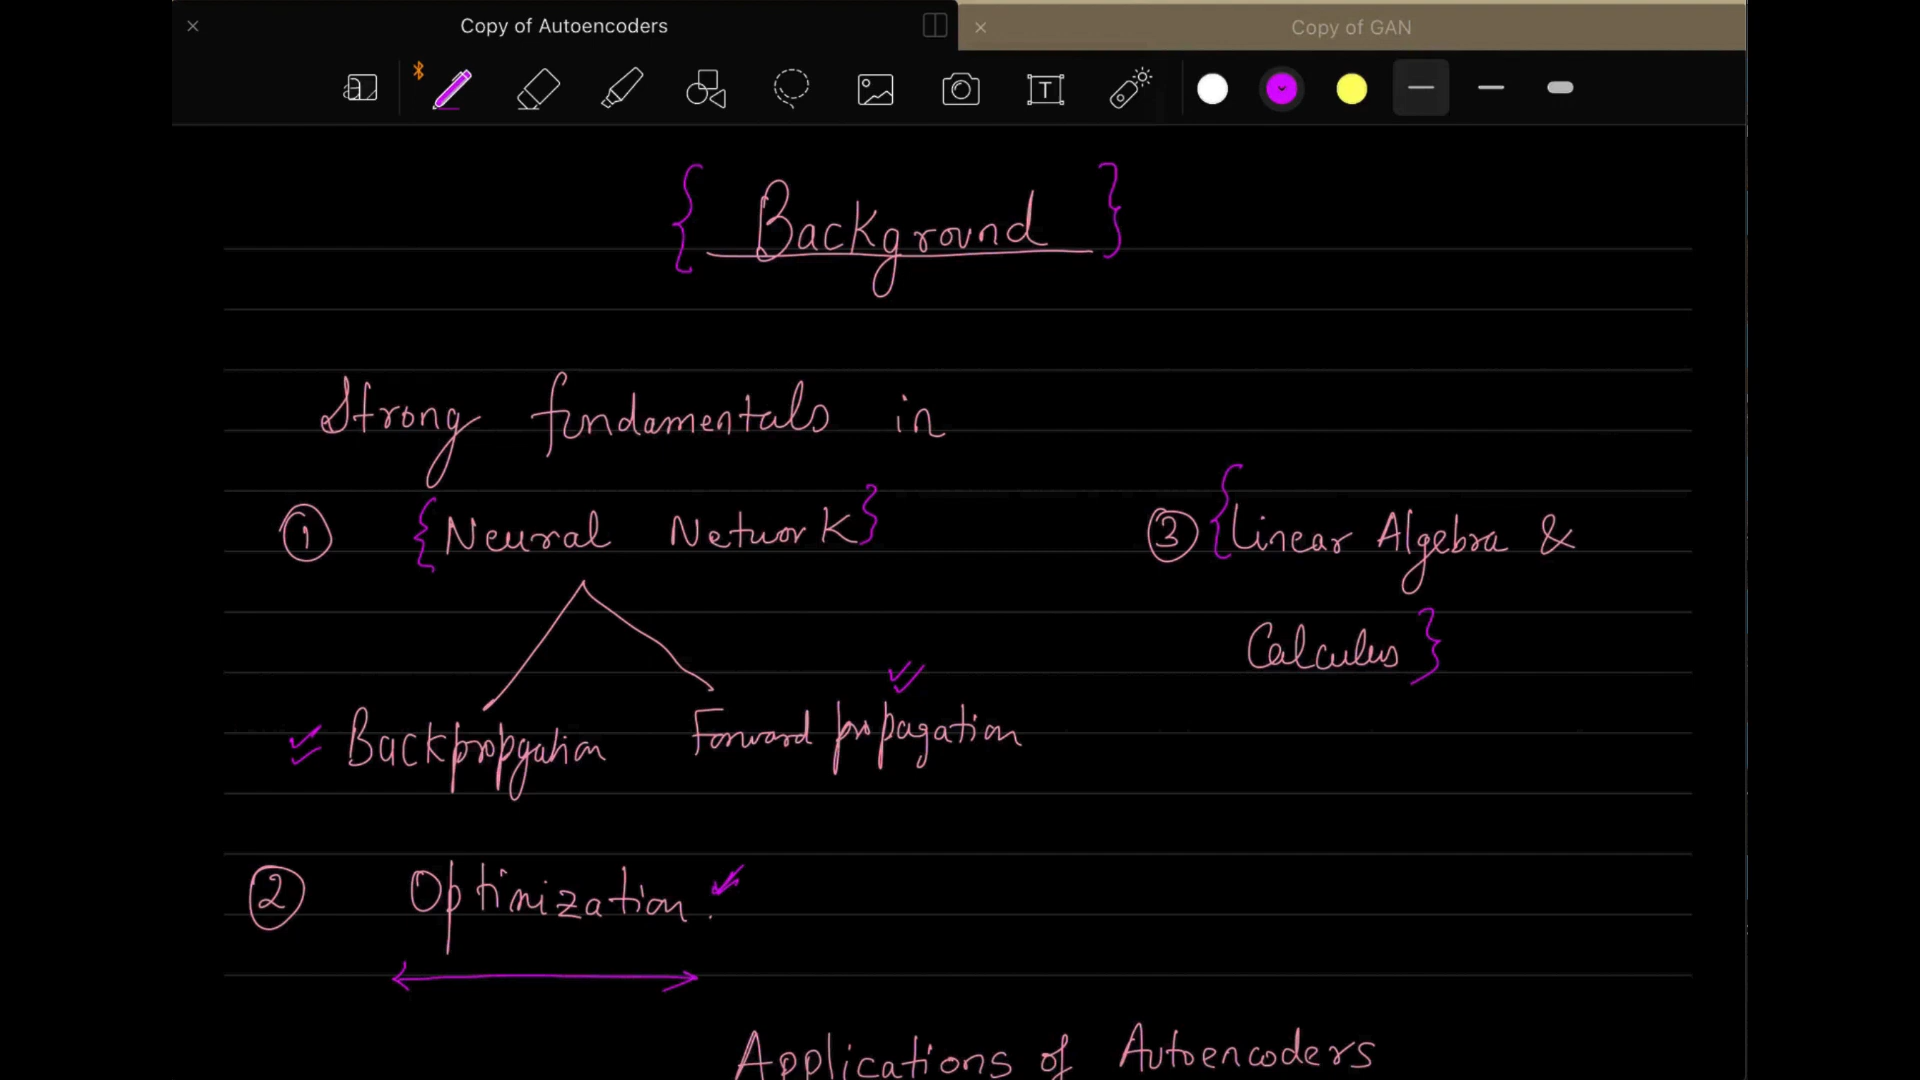 Copy of Autoencoders
Copy of GAN
{ Background }
Strong fundamentals in
① {Neural Network}
③ {Linear Algebra &
Calculus}
Backpropgation
Forward propagation
② Optimization.
Applications of Autoencoders